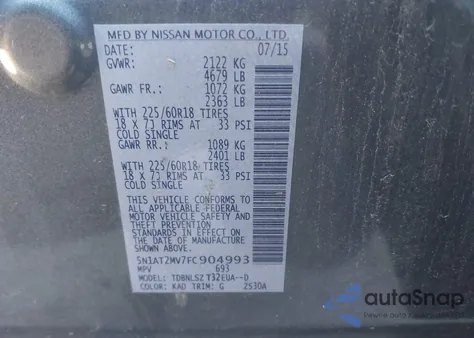 MFD BY NISSAN MOTOR CO., LTD.
DATE: 07/15
GVWR: 2122 KG
4679 LB
GAWR FR.: 1072 KG
2363 LB
WITH 225/60R18 TIRES
18 X 7J RIMS AT 33 PSI
COLD SINGLE
GAWR RR.: 1089 KG
2401 LB
WITH 225/60R18 TIRES
18 X 7J RIMS AT 33 PSI
COLD SINGLE
THIS VEHICLE CONFORMS TO
ALL APPLICABLE FEDERAL
MOTOR VEHICLE SAFETY AND
THEFT PREVENTION
STANDARDS IN EFFECT ON
THE DATE OF MANUFACTURE
SHOWN ABOVE.
5N1AT2MV7FC904993
MPV 693
MODEL: TDBNLSZ T32EUA--D
COLOR: KAD TRIM: G 2530A
autoSnap